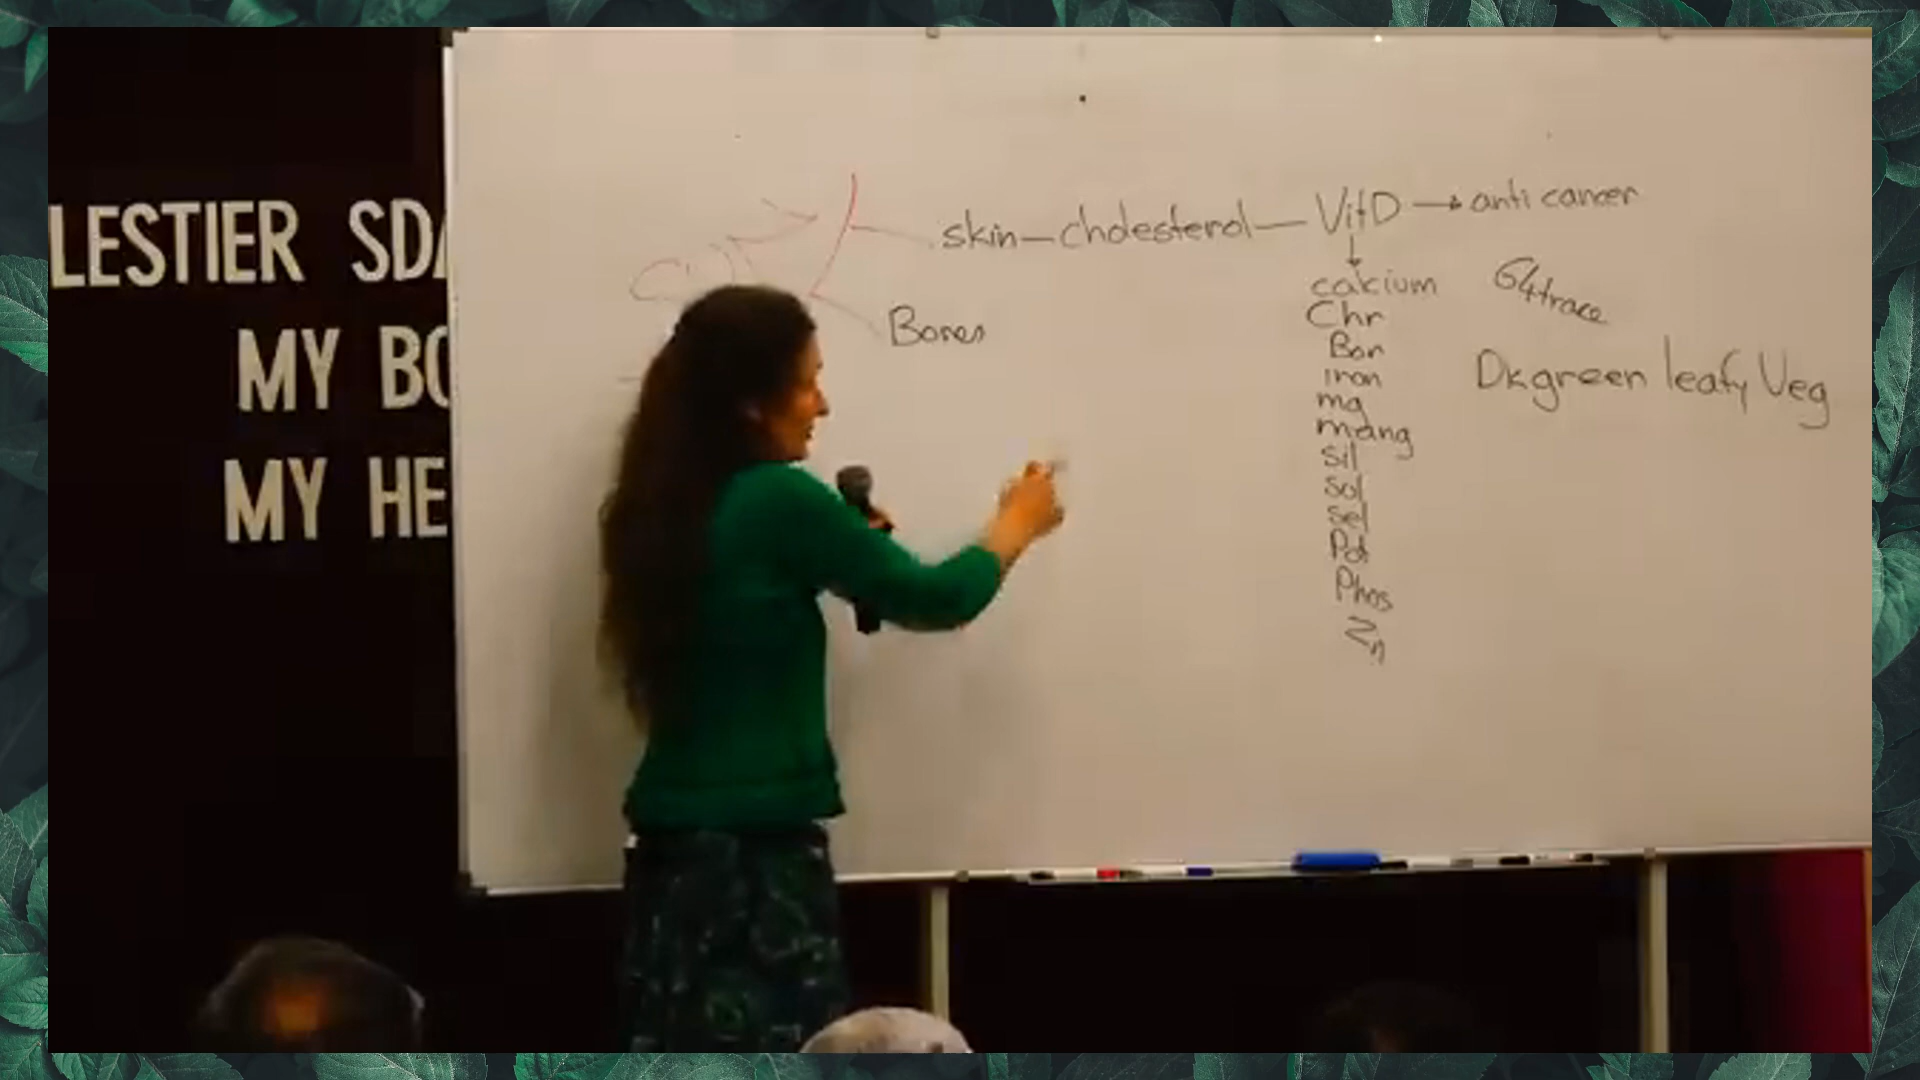 LESTIER SDA
MY BO
MY HE
skin—cholesterol—VitD→anti cancer
Bones
calcium
Chr
Bor
iron
mg
mang
sil
sol
sel
Pot
Phos
Zn
64trace
Dkgreen leafy Veg